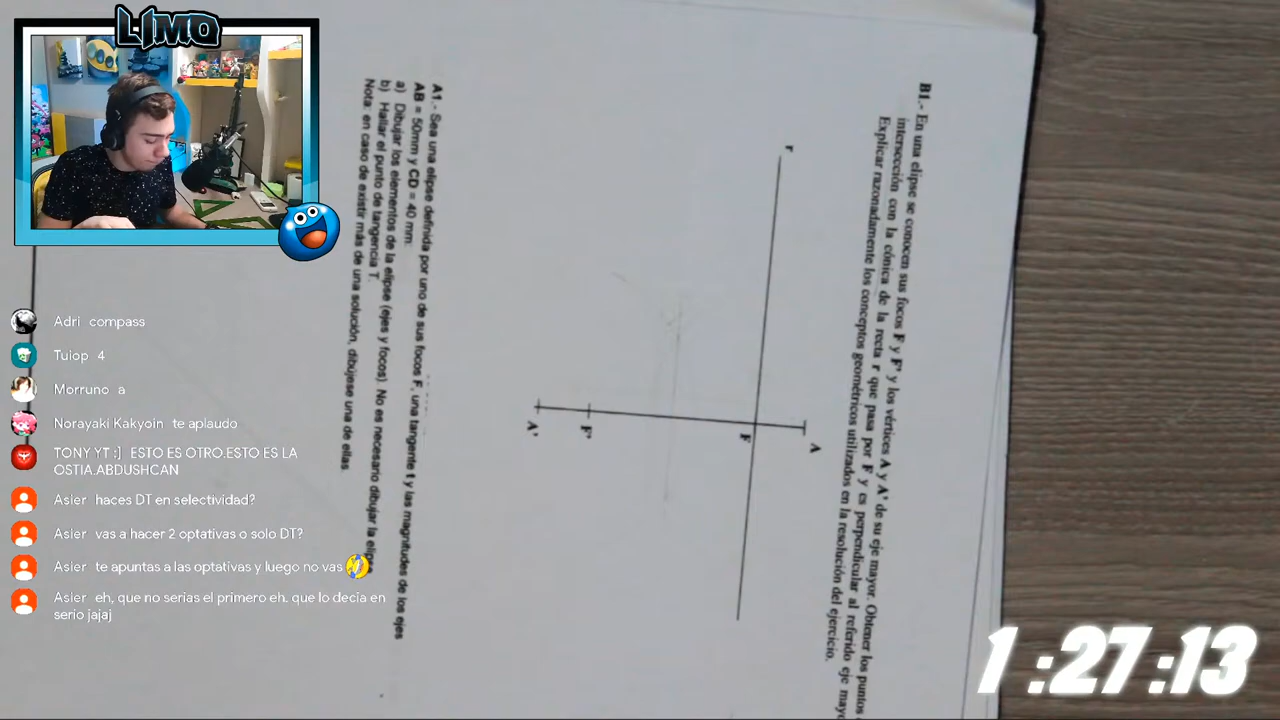 LIMO
Adri compass
Tuiop 4
Morruno a
Norayaki Kakyoin te aplaudo
TONY YT :] ESTO ES OTRO.ESTO ES LA
OSTIA.ABDUSHCAN
Asier haces DT en selectividad?
Asier vas a hacer 2 optativas o solo DT?
Asier te apuntas a las optativas y luego no vas 🤣
Asier eh, que no serias el primero eh. que lo decia en
serio jajaj
B1.- En una elipse se conocen sus focos F y F' y los vértices A y A' de su eje mayor. Obtener los puntos
intersección con la cónica de la recta r que pasa por F y es perpendicular al referido eje
Explicar razonadamente los conceptos geométricos utilizados en la resolución del ejercicio.
r
A
F
F'
A'
A1.- Sea una elipse definida por uno de sus focos F, una tangente t y las magnitudes de los ejes
AB = 50mm y CD = 40 mm:
a) Dibujar los elementos de la elipse (ejes y focos). No es necesario dibujar la
b) Hallar el punto de tangencia T.
Nota: en caso de existir más de una solución, dibújese una de ellas
1:27:13